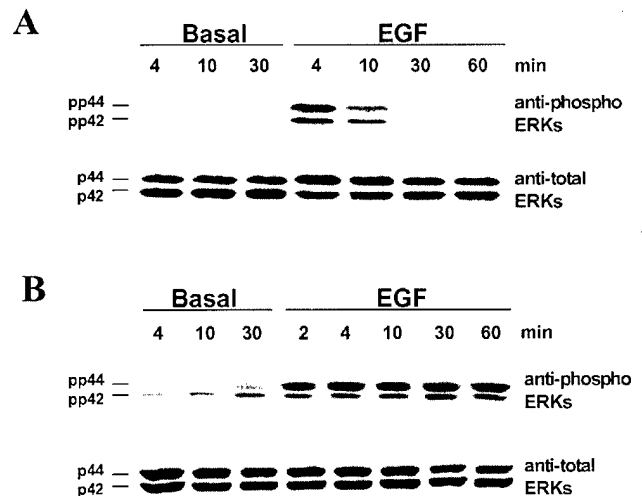 A
Basal EGF
4 10 30 4 10 30 60 min
pp44 anti-phospho
pp42 ERKs
p44 anti-total
p42 ERKs
B
Basal EGF
4 10 30 2 4 10 30 60 min
pp44 anti-phospho
pp42 ERKs
p44 anti-total
p42 ERKs